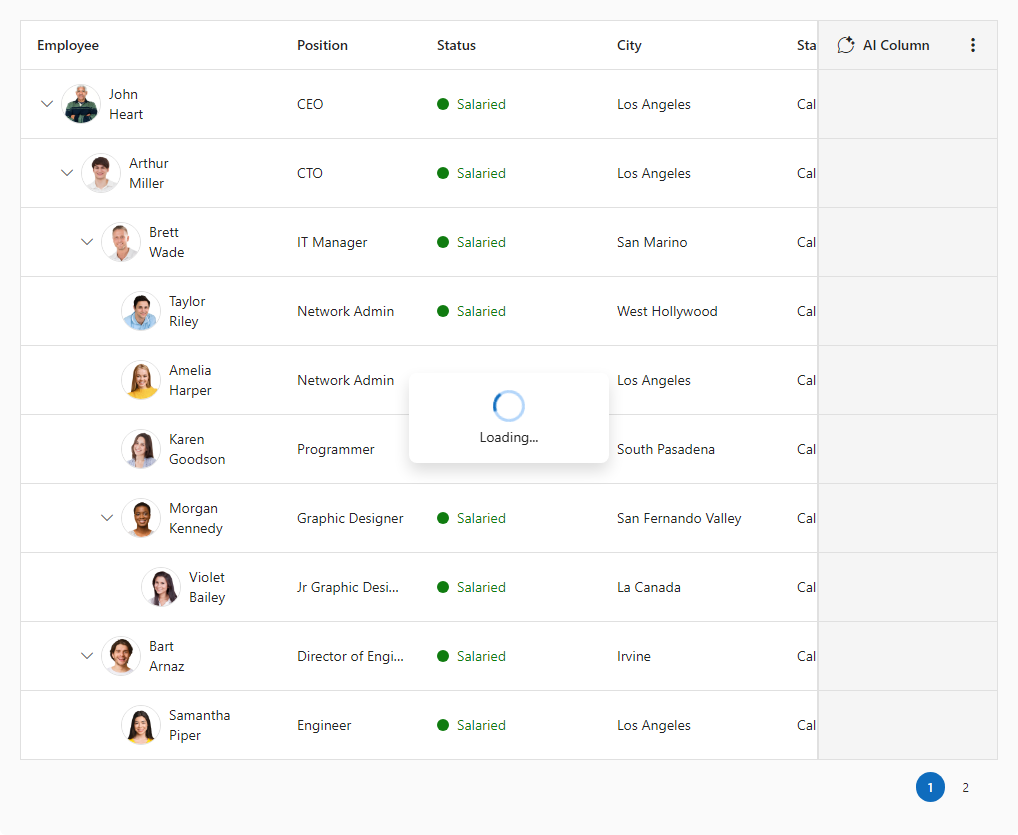 Employee Position Status City Sta AI Column
John
Heart
CEO Salaried Los Angeles Cal
Arthur
Miller
CTO Salaried Los Angeles Cal
Brett
Wade
IT Manager Salaried San Marino Cal
Taylor
Riley
Network Admin Salaried West Hollywood Cal
Amelia
Harper
Network Admin Los Angeles Cal
Loading...
Karen
Goodson
Programmer South Pasadena Cal
Morgan
Kennedy
Graphic Designer Salaried San Fernando Valley Cal
Violet
Bailey
Jr Graphic Desi... Salaried La Canada Cal
Bart
Arnaz
Director of Engi... Salaried Irvine Cal
Samantha
Piper
Engineer Salaried Los Angeles Cal
1 2